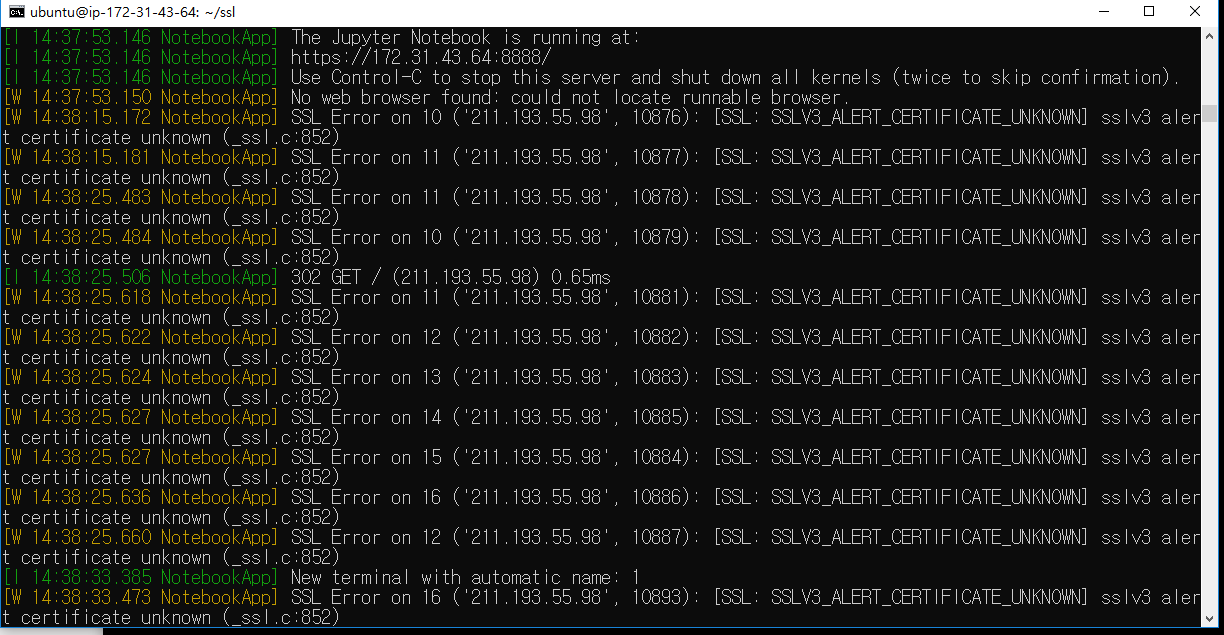 ubuntu@ip-172-31-43-64: ~/ssl
[I 14:37:53.146 NotebookApp] The Jupyter Notebook is running at:
[I 14:37:53.146 NotebookApp] https://172.31.43.64:8888/
[I 14:37:53.146 NotebookApp] Use Control-C to stop this server and shut down all kernels (twice to skip confirmation).
[W 14:37:53.150 NotebookApp] No web browser found: could not locate runnable browser.
[W 14:38:15.172 NotebookApp] SSL Error on 10 ('211.193.55.98', 10876): [SSL: SSLV3_ALERT_CERTIFICATE_UNKNOWN] sslv3 aler
t certificate unknown (_ssl.c:852)
[W 14:38:15.181 NotebookApp] SSL Error on 11 ('211.193.55.98', 10877): [SSL: SSLV3_ALERT_CERTIFICATE_UNKNOWN] sslv3 aler
t certificate unknown (_ssl.c:852)
[W 14:38:25.483 NotebookApp] SSL Error on 11 ('211.193.55.98', 10878): [SSL: SSLV3_ALERT_CERTIFICATE_UNKNOWN] sslv3 aler
t certificate unknown (_ssl.c:852)
[W 14:38:25.484 NotebookApp] SSL Error on 10 ('211.193.55.98', 10879): [SSL: SSLV3_ALERT_CERTIFICATE_UNKNOWN] sslv3 aler
t certificate unknown (_ssl.c:852)
[I 14:38:25.506 NotebookApp] 302 GET / (211.193.55.98) 0.65ms
[W 14:38:25.618 NotebookApp] SSL Error on 11 ('211.193.55.98', 10881): [SSL: SSLV3_ALERT_CERTIFICATE_UNKNOWN] sslv3 aler
t certificate unknown (_ssl.c:852)
[W 14:38:25.622 NotebookApp] SSL Error on 12 ('211.193.55.98', 10882): [SSL: SSLV3_ALERT_CERTIFICATE_UNKNOWN] sslv3 aler
t certificate unknown (_ssl.c:852)
[W 14:38:25.624 NotebookApp] SSL Error on 13 ('211.193.55.98', 10883): [SSL: SSLV3_ALERT_CERTIFICATE_UNKNOWN] sslv3 aler
t certificate unknown (_ssl.c:852)
[W 14:38:25.627 NotebookApp] SSL Error on 14 ('211.193.55.98', 10885): [SSL: SSLV3_ALERT_CERTIFICATE_UNKNOWN] sslv3 aler
t certificate unknown (_ssl.c:852)
[W 14:38:25.627 NotebookApp] SSL Error on 15 ('211.193.55.98', 10884): [SSL: SSLV3_ALERT_CERTIFICATE_UNKNOWN] sslv3 aler
t certificate unknown (_ssl.c:852)
[W 14:38:25.636 NotebookApp] SSL Error on 16 ('211.193.55.98', 10886): [SSL: SSLV3_ALERT_CERTIFICATE_UNKNOWN] sslv3 aler
t certificate unknown (_ssl.c:852)
[W 14:38:25.660 NotebookApp] SSL Error on 12 ('211.193.55.98', 10887): [SSL: SSLV3_ALERT_CERTIFICATE_UNKNOWN] sslv3 aler
t certificate unknown (_ssl.c:852)
[I 14:38:33.385 NotebookApp] New terminal with automatic name: 1
[W 14:38:33.473 NotebookApp] SSL Error on 16 ('211.193.55.98', 10893): [SSL: SSLV3_ALERT_CERTIFICATE_UNKNOWN] sslv3 aler
t certificate unknown (_ssl.c:852)